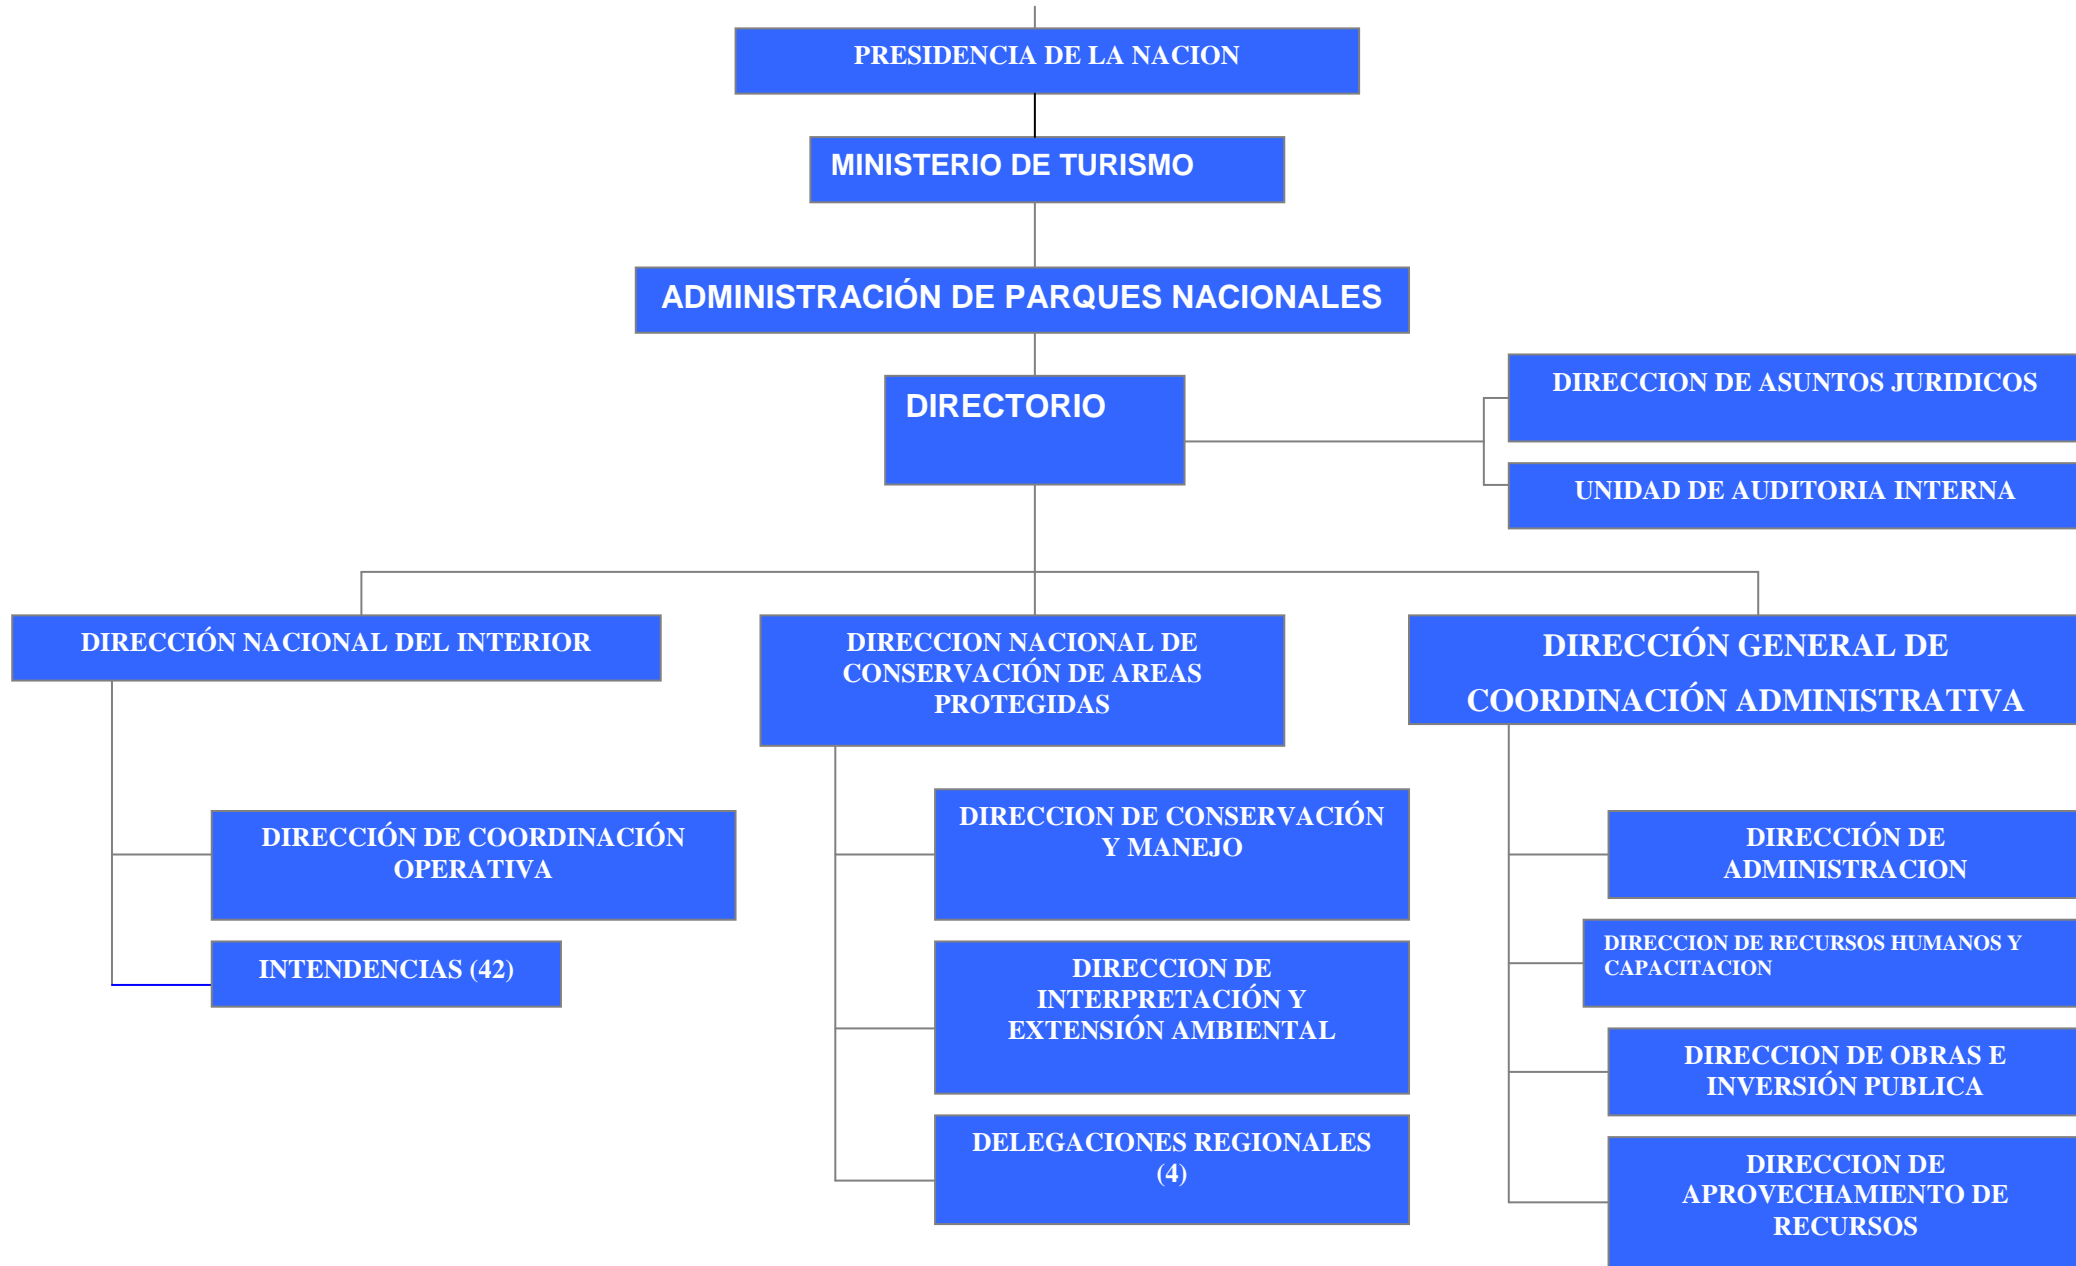 PRESIDENCIA DE LA NACION
MINISTERIO DE TURISMO
ADMINISTRACIÓN DE PARQUES NACIONALES
DIRECTORIO
DIRECCION DE ASUNTOS JURIDICOS
UNIDAD DE AUDITORIA INTERNA
DIRECCIÓN NACIONAL DEL INTERIOR
DIRECCIÓN DE COORDINACIÓN
OPERATIVA
INTENDENCIAS (42)
DIRECCION NACIONAL DE
CONSERVACIÓN DE AREAS
PROTEGIDAS
DIRECCION DE CONSERVACIÓN
Y MANEJO
DIRECCION DE
INTERPRETACIÓN Y
EXTENSIÓN AMBIENTAL
DELEGACIONES REGIONALES
(4)
DIRECCIÓN GENERAL DE
COORDINACIÓN ADMINISTRATIVA
DIRECCIÓN DE
ADMINISTRACION
DIRECCION DE RECURSOS HUMANOS Y
CAPACITACION
DIRECCION DE OBRAS E
INVERSIÓN PUBLICA
DIRECCION DE
APROVECHAMIENTO DE
RECURSOS